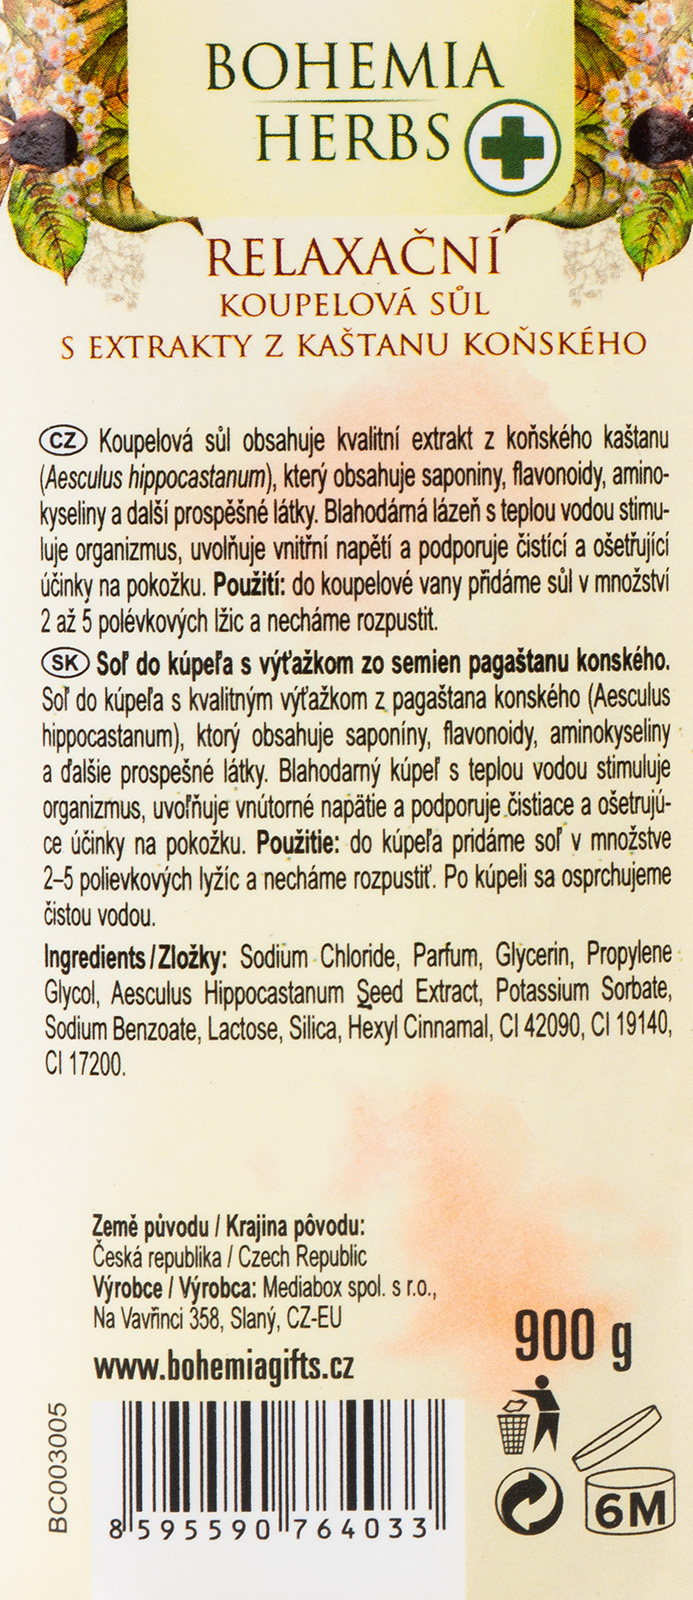 BOHEMIA
HERBS
RELAXAČNÍ
KOUPELOVÁ SŮL
S EXTRAKTY Z KAŠTANU KOŇSKÉHO
CZ Koupelová sůl obsahuje kvalitní extrakt z koňského kaštanu
(Aesculus hippocastanum), který obsahuje saponiny, flavonoidy, amino-
kyseliny a další prospěšné látky. Blahodárná lázeň s teplou vodou stimu-
luje organizmus, uvolňuje vnitřní napětí a podporuje čistící a ošetřující
účinky na pokožku. Použití: do koupelové vany přidáme sůl v množství
2 až 5 polévkových lžic a necháme rozpustit.
SK Soľ do kúpeľa s výťažkom zo semien pagaštanu konského.
Soľ do kúpeľa s kvalitným výťažkom z pagaštana konského (Aesculus
hippocastanum), ktorý obsahuje saponíny, flavonoidy, aminokyseliny
a ďalšie prospešné látky. Blahodarný kúpeľ s teplou vodou stimuluje
organizmus, uvoľňuje vnútorné napätie a podporuje čistiace a ošetrujú-
ce účinky na pokožku. Použitie: do kúpeľa pridáme soľ v množstve
2–5 polievkových lyžíc a necháme rozpustiť. Po kúpeli sa osprchujeme
čistou vodou.
Ingredients/Zložky: Sodium Chloride, Parfum, Glycerin, Propylene
Glycol, Aesculus Hippocastanum Seed Extract, Potassium Sorbate,
Sodium Benzoate, Lactose, Silica, Hexyl Cinnamal, CI 42090, CI 19140,
CI 17200.
Země původu / Krajina pôvodu:
Česká republika / Czech Republic
Výrobce / Výrobca: Mediabox spol. s r.o.,
Na Vavřinci 358, Slaný, CZ-EU
www.bohemiagifts.cz
900 g
BC003005
6M
8 595590 764033